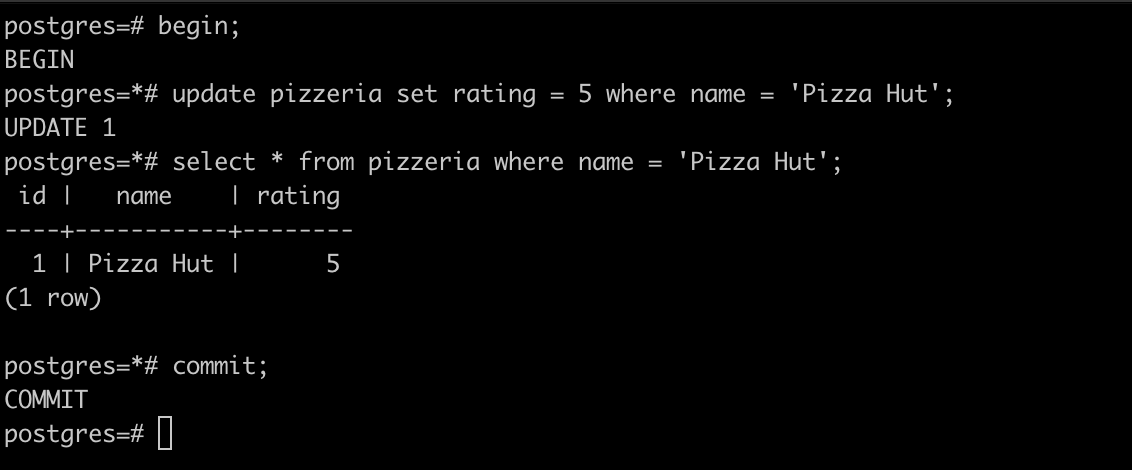 postgres=# begin;
BEGIN
postgres=*# update pizzeria set rating = 5 where name = 'Pizza Hut';
UPDATE 1
postgres=*# select * from pizzeria where name = 'Pizza Hut';
 id |   name    | rating
----+-----------+--------
  1 | Pizza Hut |      5
(1 row)

postgres=*# commit;
COMMIT
postgres=#